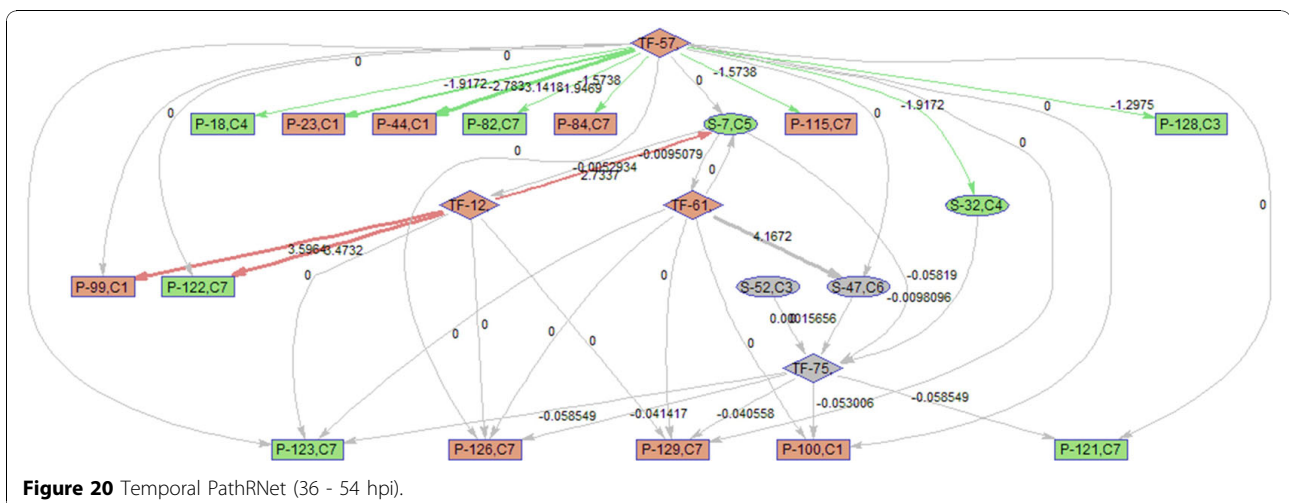 TF-57,
0
0
-1.9172
-2.783
3.1418
-1.5738
1.9469
0
-1.5738
-1.9172
0
-1.2975
0
0
P-18,C4
P-23,C1
P-44,C1
P-82,C7
P-84,C7
S-7,C5
P-115,C7
P-128,C3
0
0
-0.0095079
-0.0052934
2.7337
0
TF-12,
TF-61,
S-32,C4
0
3.5964
3.4732
4.1672
0
0
-0.05819
P-99,C1
P-122,C7
S-52,C3
S-47,C6
-0.0098096
0.00015656
0
0
0
0
0
TF-75,
-0.058549
-0.041417
-0.040558
-0.053006
-0.058549
P-123,C7
P-126,C7
P-129,C7
P-100,C1
P-121,C7
Figure 20 Temporal PathRNet (36 - 54 hpi).